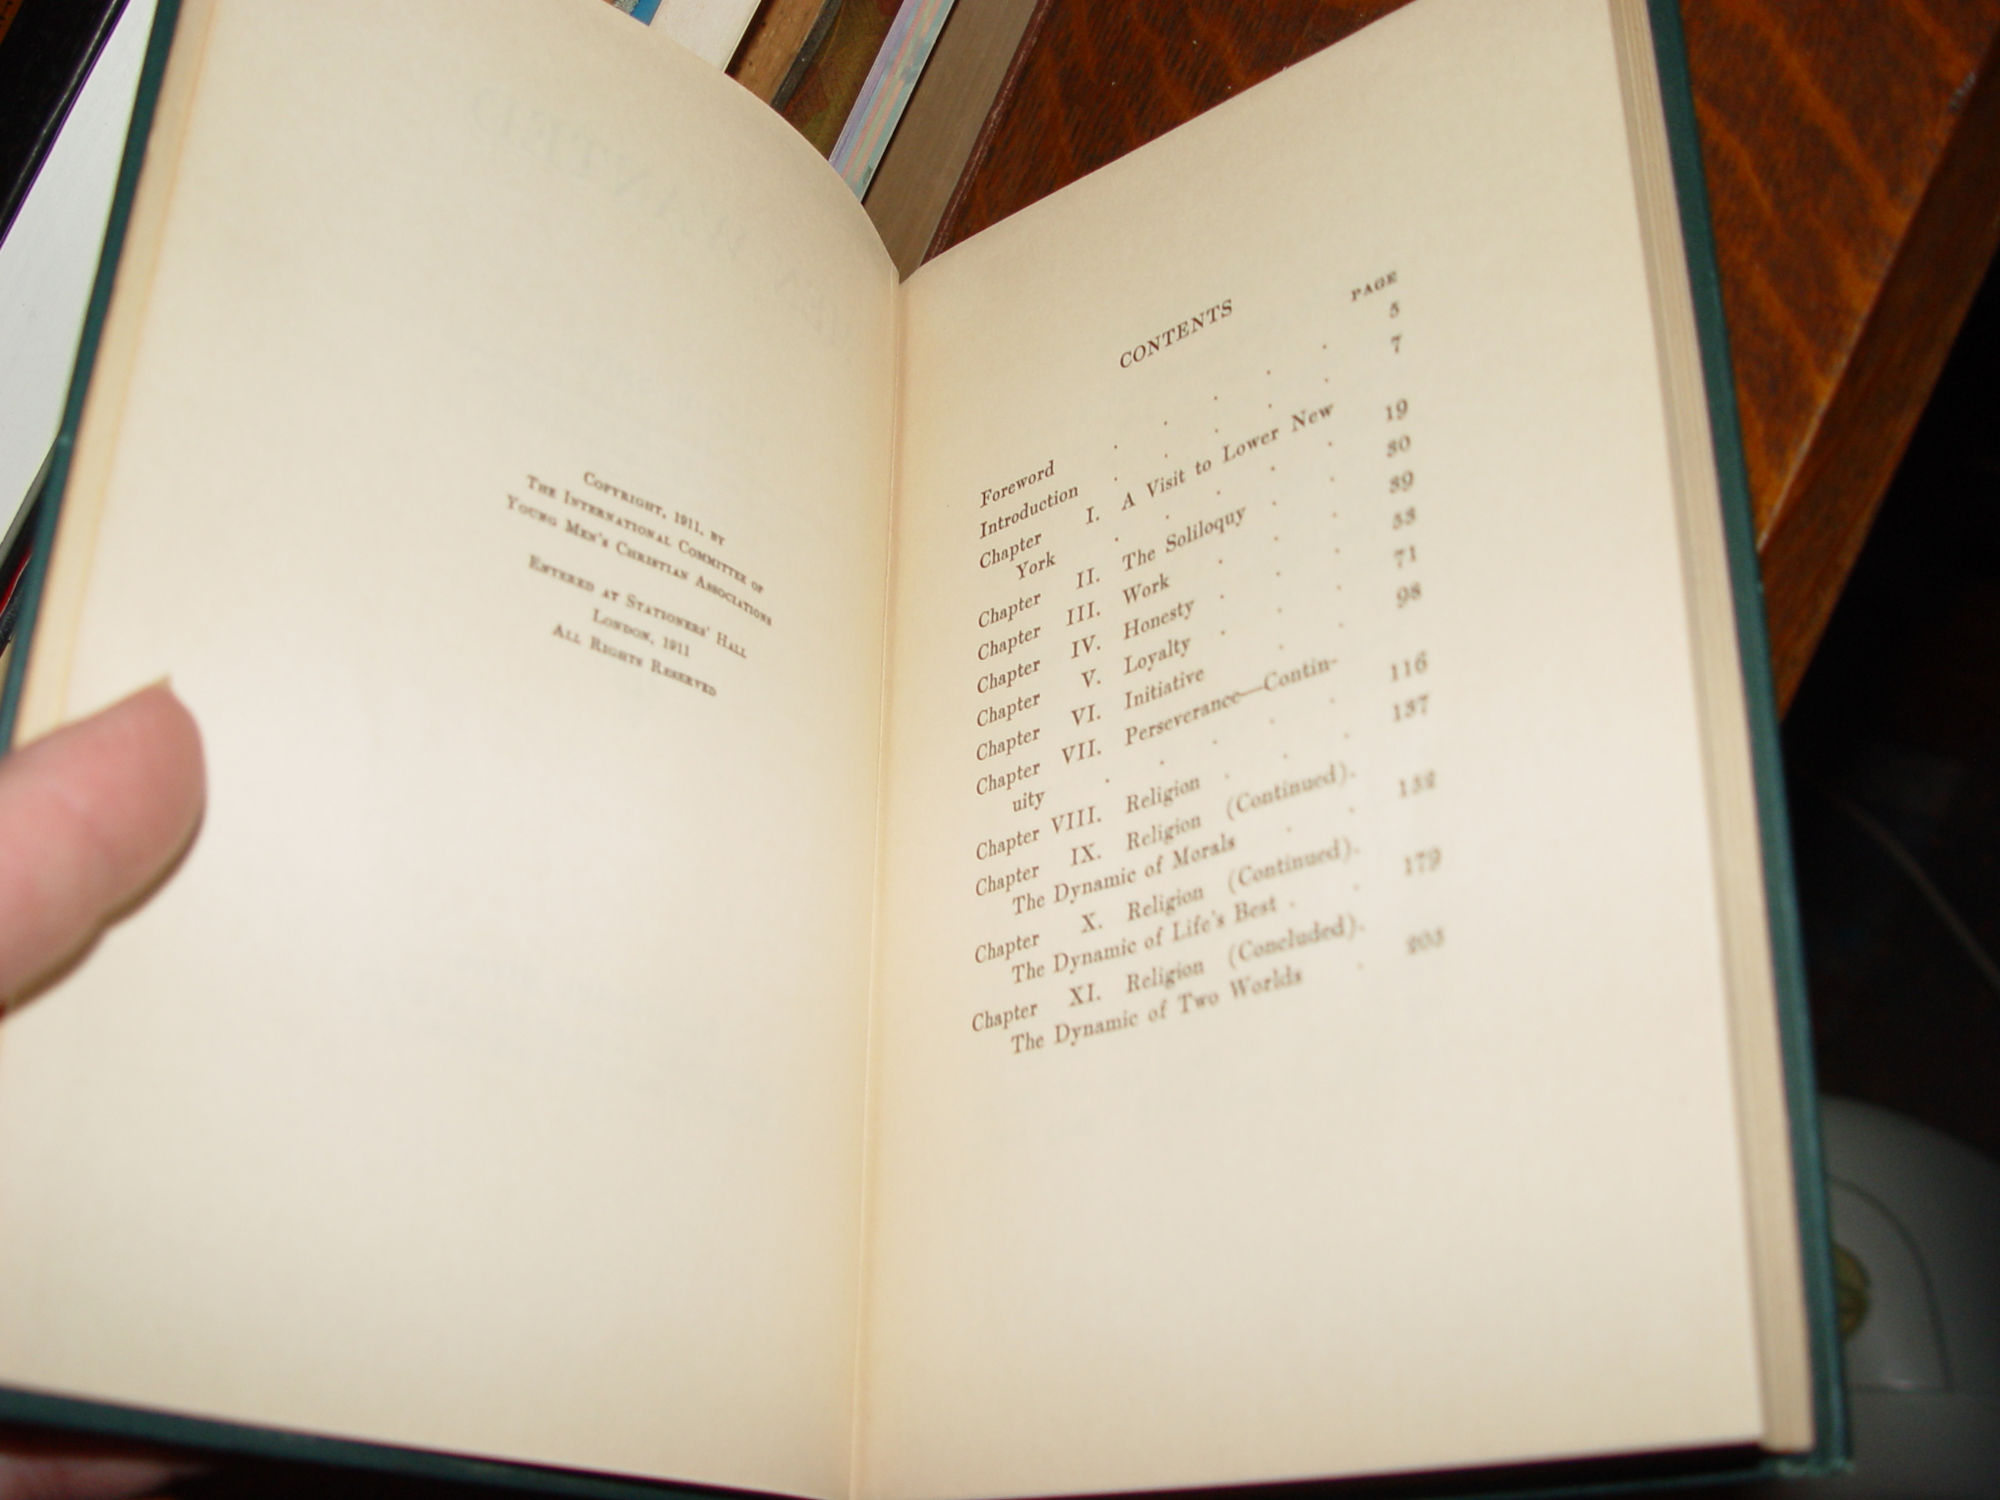 COPYRIGHT, 1911, BY
THE INTERNATIONAL COMMITTEE OF
YOUNG MEN'S CHRISTIAN ASSOCIATIONS
ENTERED AT STATIONERS' HALL
LONDON, 1911
ALL RIGHTS RESERVED
CONTENTS
PAGE
Foreword . . . . . 5
Introduction . . . . . 7
Chapter I. A Visit to Lower New
York . . . . . 19
Chapter II. The Soliloquy . . 30
Chapter III. Work . . . 39
Chapter IV. Honesty . . . 53
Chapter V. Loyalty . . . 71
Chapter VI. Initiative . . 98
Chapter VII. Perseverance—Contin-
uity . . . . . 116
Chapter VIII. Religion . . . 137
Chapter IX. Religion (Continued).
The Dynamic of Morals . . 152
Chapter X. Religion (Continued).
The Dynamic of Life's Best . . 179
Chapter XI. Religion (Concluded).
The Dynamic of Two Worlds . 205